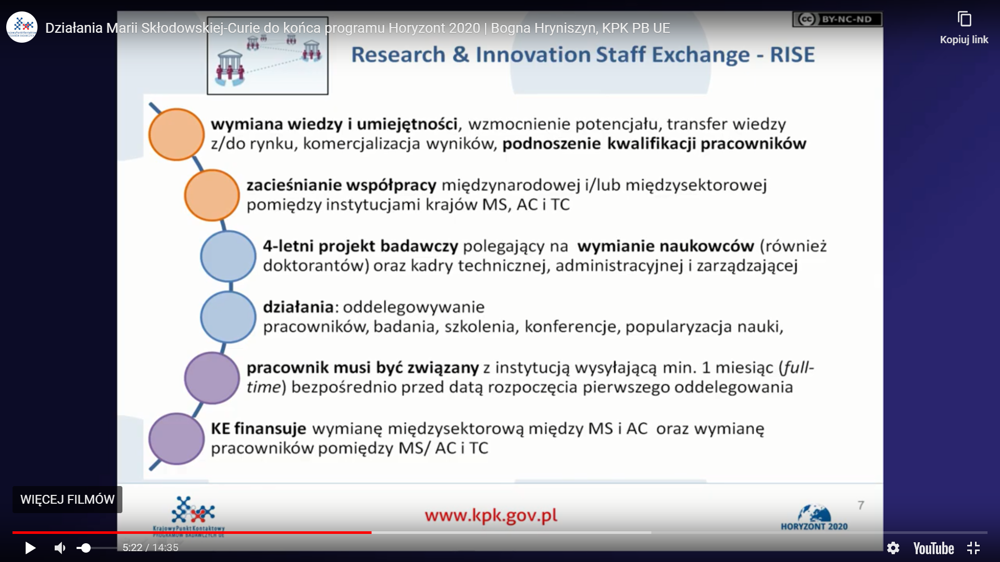 Działania Marii Skłodowskiej-Curie do końca programu Horyzont 2020 | Bogna Hryniszyn, KPK PB UE
Kopiuj link
cc BY-NC-ND
Research & Innovation Staff Exchange - RISE
wymiana wiedzy i umiejętności, wzmocnienie potencjału, transfer wiedzy
z/do rynku, komercjalizacja wyników, podnoszenie kwalifikacji pracowników
zacieśnianie współpracy międzynarodowej i/lub międzysektorowej
pomiędzy instytucjami krajów MS, AC i TC
4-letni projekt badawczy polegający na wymianie naukowców (również
doktorantów) oraz kadry technicznej, administracyjnej i zarządzającej
działania: oddelegowywanie
pracowników, badania, szkolenia, konferencje, popularyzacja nauki,
pracownik musi być związany z instytucją wysyłającą min. 1 miesiąc (full-
time) bezpośrednio przed datą rozpoczęcia pierwszego oddelegowania
KE finansuje wymianę międzysektorową między MS i AC oraz wymianę
pracowników pomiędzy MS/ AC i TC
WIĘCEJ FILMÓW
KrajowyPunktKontaktowy
PROGRAMÓW BADAWCZYCH UE
www.kpk.gov.pl
7
HORYZONT 2020
5:22 / 14:35
YouTube